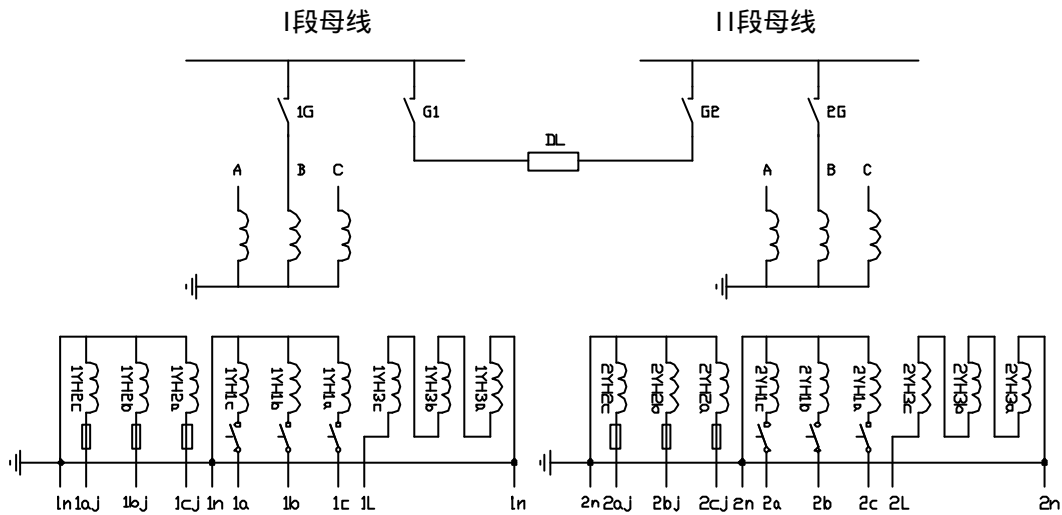 I段母线 II段母线
1G G1 G2 2G
DL
A B C A B C
1YH2c 1YH2b 1YH2a 1YH1c 1YH1b 1YH1a 1YH3c 1YH3b 1YH3a 2YH2c 2YH2b 2YH2a 2YH1c 2YH1b 2YH1a 2YH3c 2YH3b 2YH3a
1n 1aj 1bj 1cj 1n 1a 1b 1c 1L 1n 2n 2aj 2bj 2cj 2n 2a 2b 2c 2L 2n